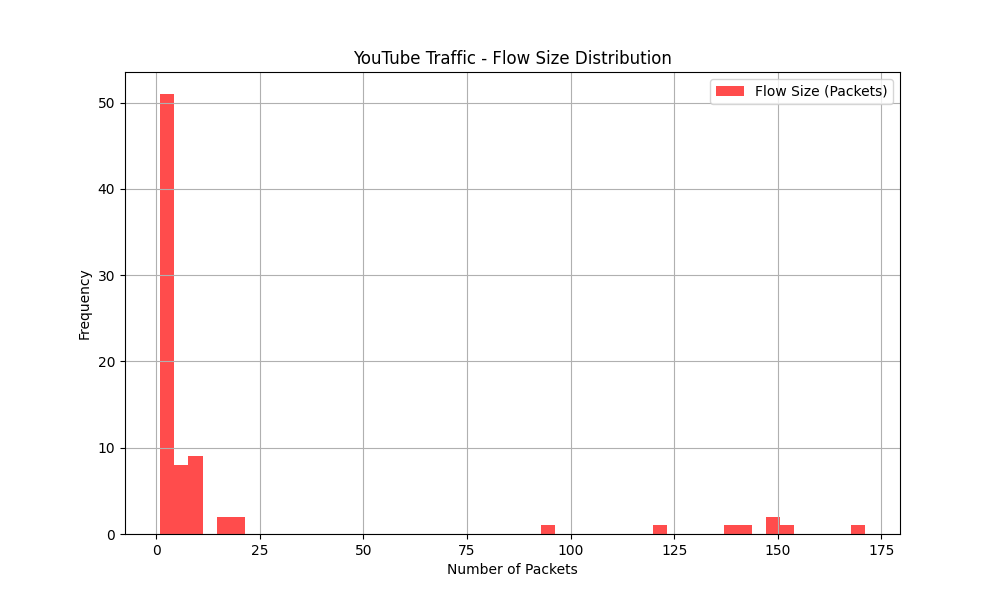 YouTube Traffic - Flow Size Distribution
Flow Size (Packets)
Frequency
50
40
30
20
10
0
0 25 50 75 100 125 150 175
Number of Packets